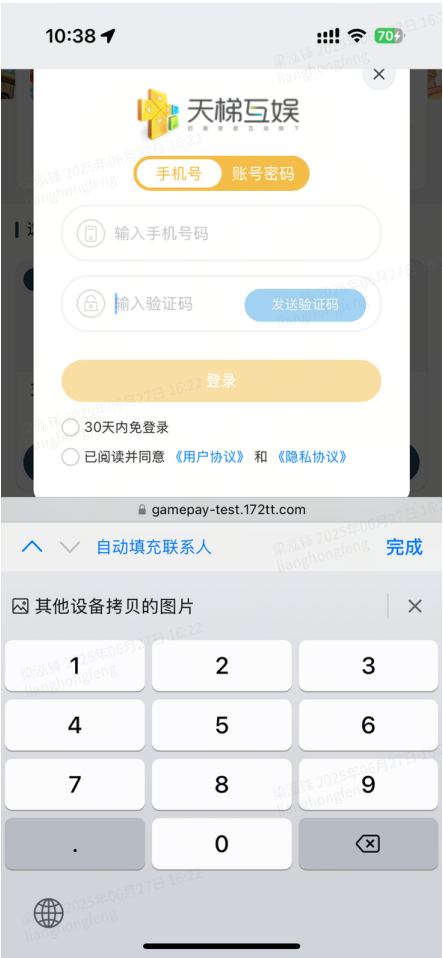 10:38
70
天梯互娱
手机号 账号密码
输入手机号码
输入验证码 发送验证码
登录
30天内免登录
已阅读并同意 《用户协议》 和 《隐私协议》
gamepay-test.172tt.com
自动填充联系人 完成
其他设备拷贝的图片
1 2 3
4 5 6
7 8 9
. 0
梁泓锋 2025年06月27日 16:22
lianghongfeng